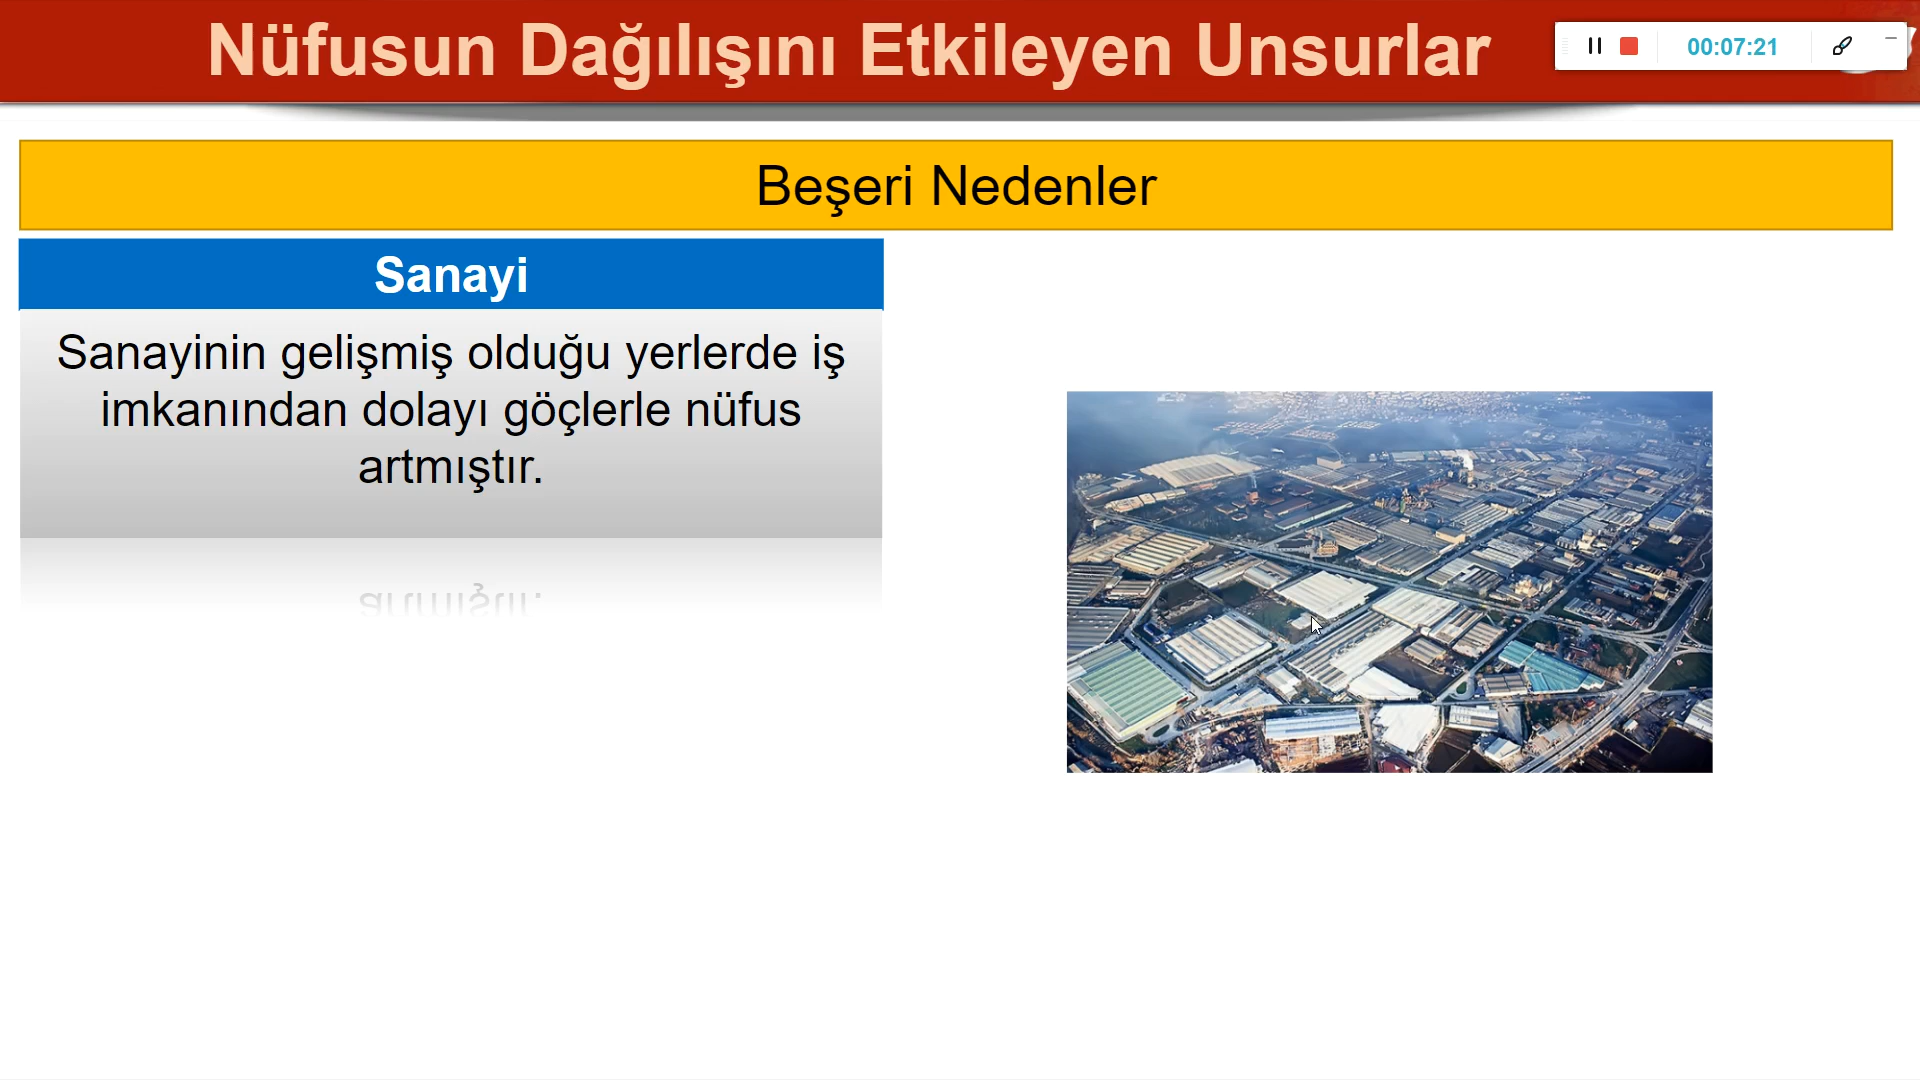 Nüfusun Dağılışını Etkileyen Unsurlar
00:07:21
Beşeri Nedenler
Sanayi
Sanayinin gelişmiş olduğu yerlerde iş
imkanından dolayı göçlerle nüfus
artmıştır.